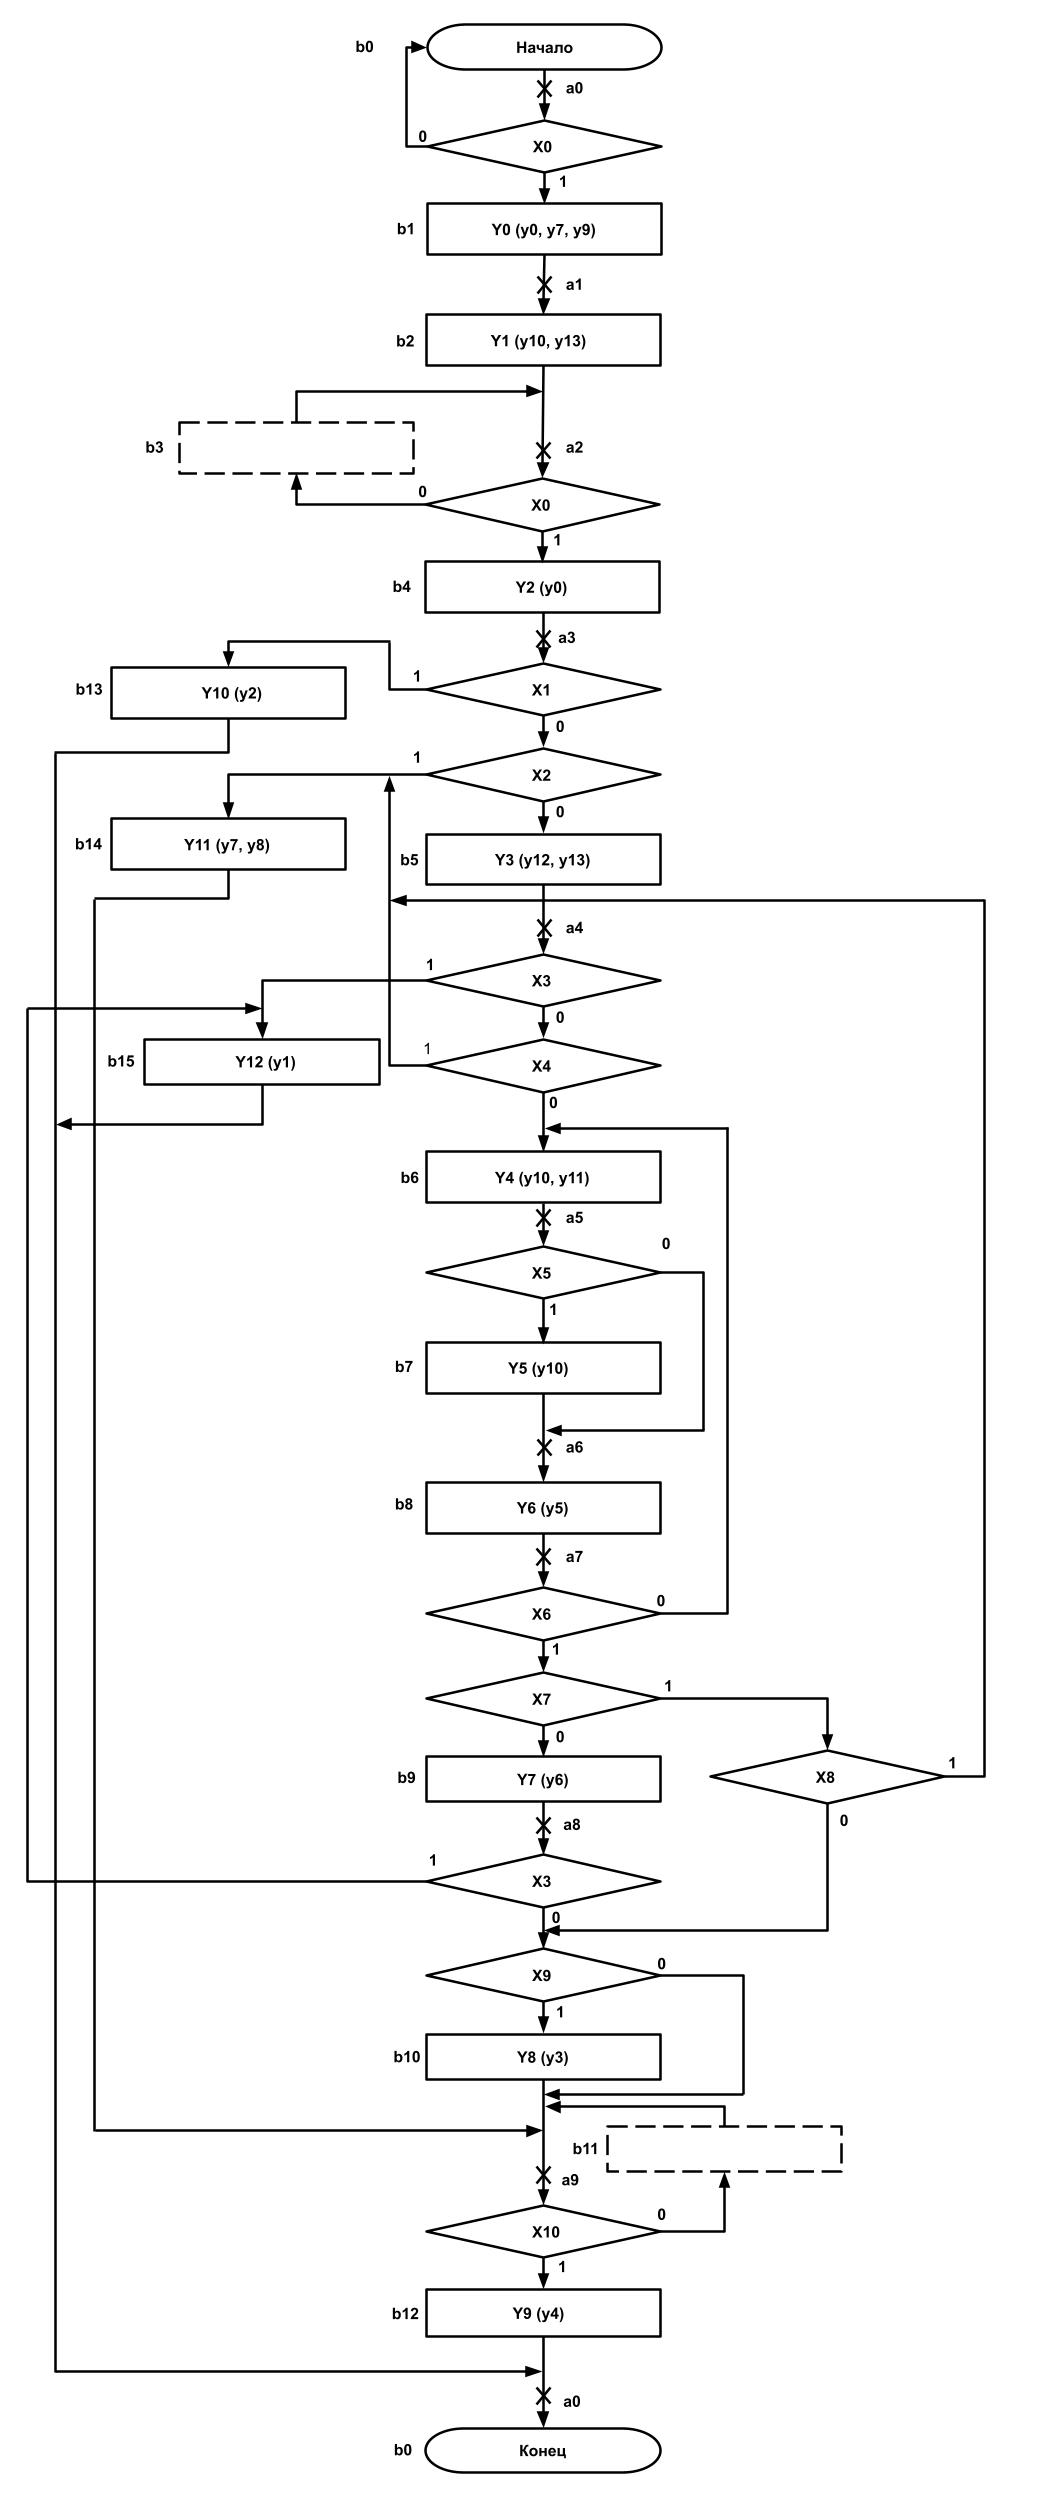 b0
Начало
a0
0
X0
1
b1
Y0 (y0, y7, y9)
a1
b2
Y1 (y10, y13)
b3
a2
0
X0
1
b4
Y2 (y0)
a3
b13
Y10 (y2)
1
X1
0
1
X2
0
b14
Y11 (y7, y8)
b5
Y3 (y12, y13)
a4
1
X3
0
b15
Y12 (y1)
1
X4
0
b6
Y4 (y10, y11)
a5
0
X5
1
b7
Y5 (y10)
a6
b8
Y6 (y5)
a7
0
X6
1
X7
1
0
b9
Y7 (y6)
X8
1
0
a8
1
X3
0
X9
0
1
b10
Y8 (y3)
b11
a9
0
X10
1
b12
Y9 (y4)
a0
b0
Конец